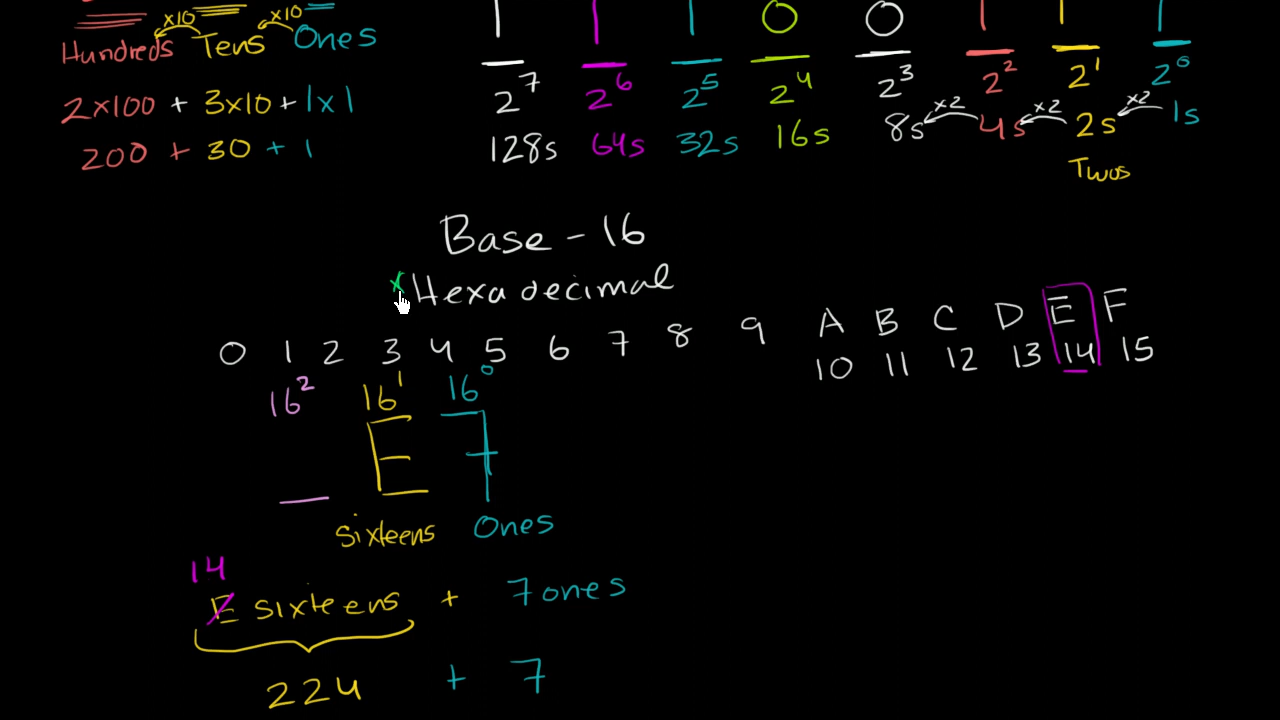 x10 x10
Hundreds Tens Ones
2x100 + 3x10 + 1x1
200 + 30 + 1
1 1 1 0 0 1 1 1
2^7 2^6 2^5 2^4 2^3 2^2 2^1 2^0
x2 x2 x2
128s 64s 32s 16s 8s 4s 2s 1s
Twos
Base - 16
x Hexadecimal
0 1 2 3 4 5 6 7 8 9 A B C D E F
10 11 12 13 14 15
16^2 16^1 16^0
E 7
Sixteens Ones
14
E sixteens + 7 ones
224 + 7